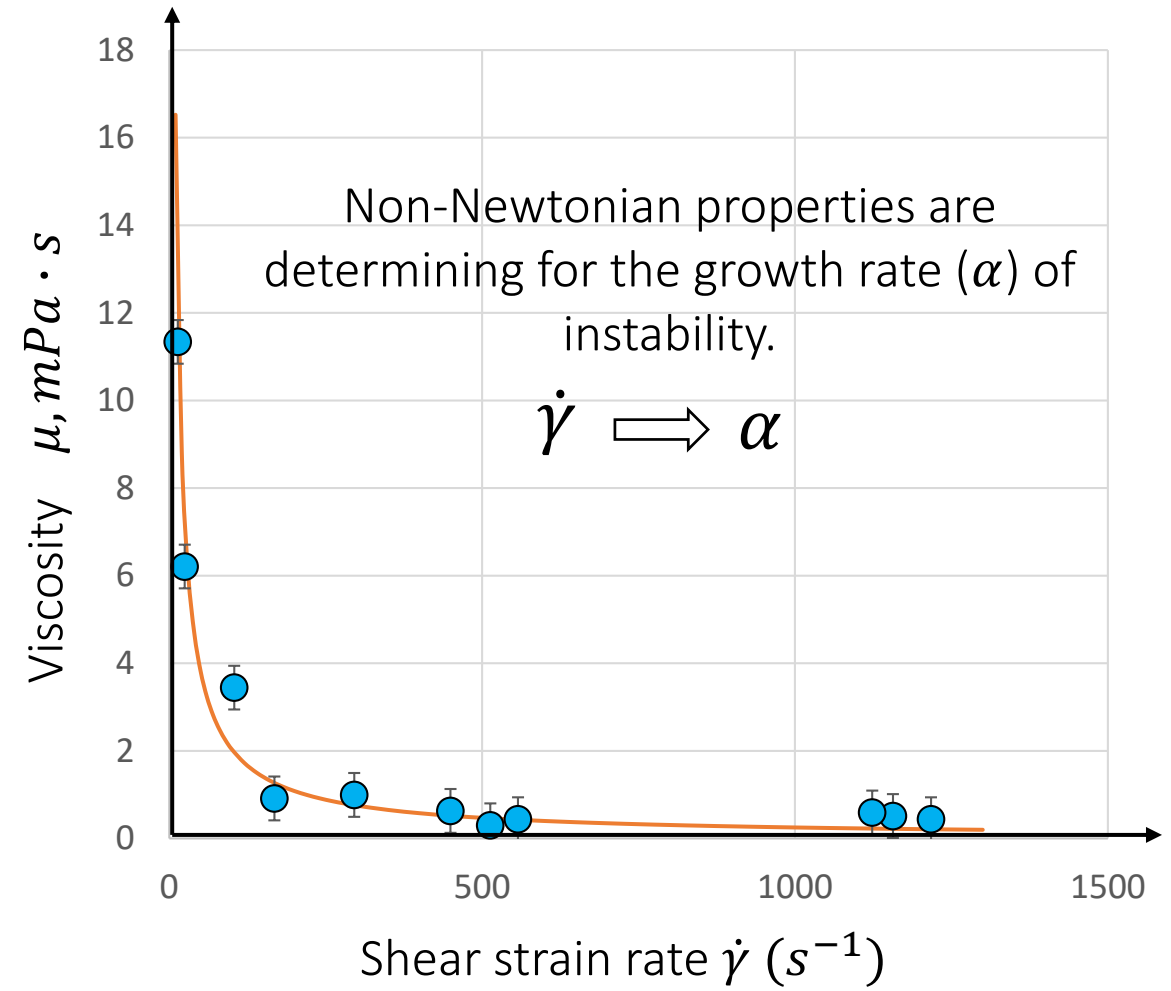 18
16
Non-Newtonian properties are
14
determining for the growth rate (α) of
12
instability.
10
γ̇ ⇒ α
8
6
4
2
0
Viscosity μ, mPa · s
0 500 1000 1500
Shear strain rate γ̇ (s⁻¹)